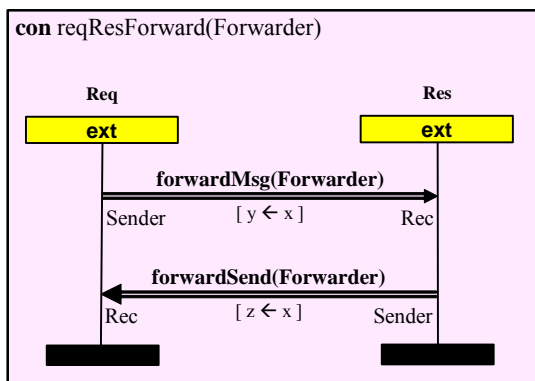 con reqResForward(Forwarder)
Req Res
ext ext
forwardMsg(Forwarder)
Sender [ y ← x ] Rec
forwardSend(Forwarder)
Rec [ z ← x ] Sender